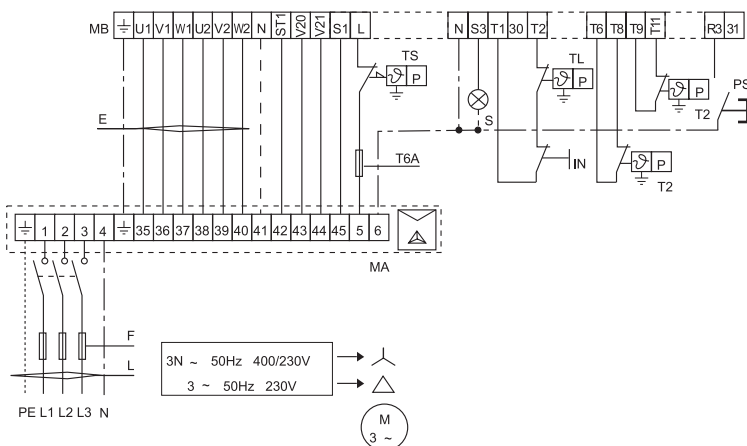 MB ⏚ U1 V1 W1 U2 V2 W2 N ST1 V20 V21 S1 L
N S3 T1 30 T2
T6 T8 T9 T11
R3 31
TS
ϑ P
TL
ϑ P
ϑ P
T2
PS
E
S
T6A
IN
ϑ P
T2
1 2 3 4 35 36 37 38 39 40 41 42 43 44 45 5 6
MA
F
L
3N ~ 50Hz 400/230V
3 ~ 50Hz 230V
PE L1 L2 L3 N
M
3 ~